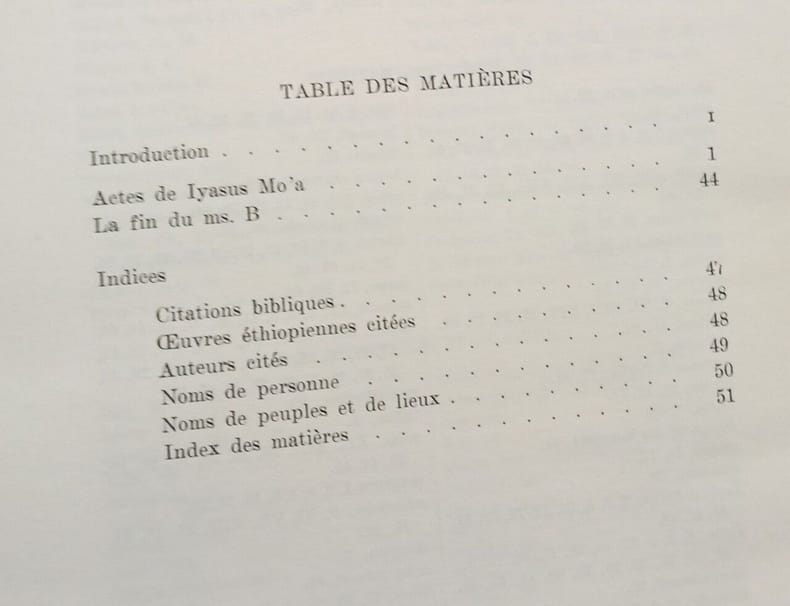 TABLE DES MATIÈRES
Introduction . . . . . . . . . . . . . . . . . I
Actes de Iyasus Mo'a . . . . . . . . . . . . . 1
La fin du ms. B . . . . . . . . . . . . . . . 44
Indices
Citations bibliques . . . . . . . . . . . . . 47
Œuvres éthiopiennes citées . . . . . . . . . 48
Auteurs cités . . . . . . . . . . . . . . 48
Noms de personne . . . . . . . . . . . . 49
Noms de peuples et de lieux . . . . . . . . . 50
Index des matières . . . . . . . . . . . . 51